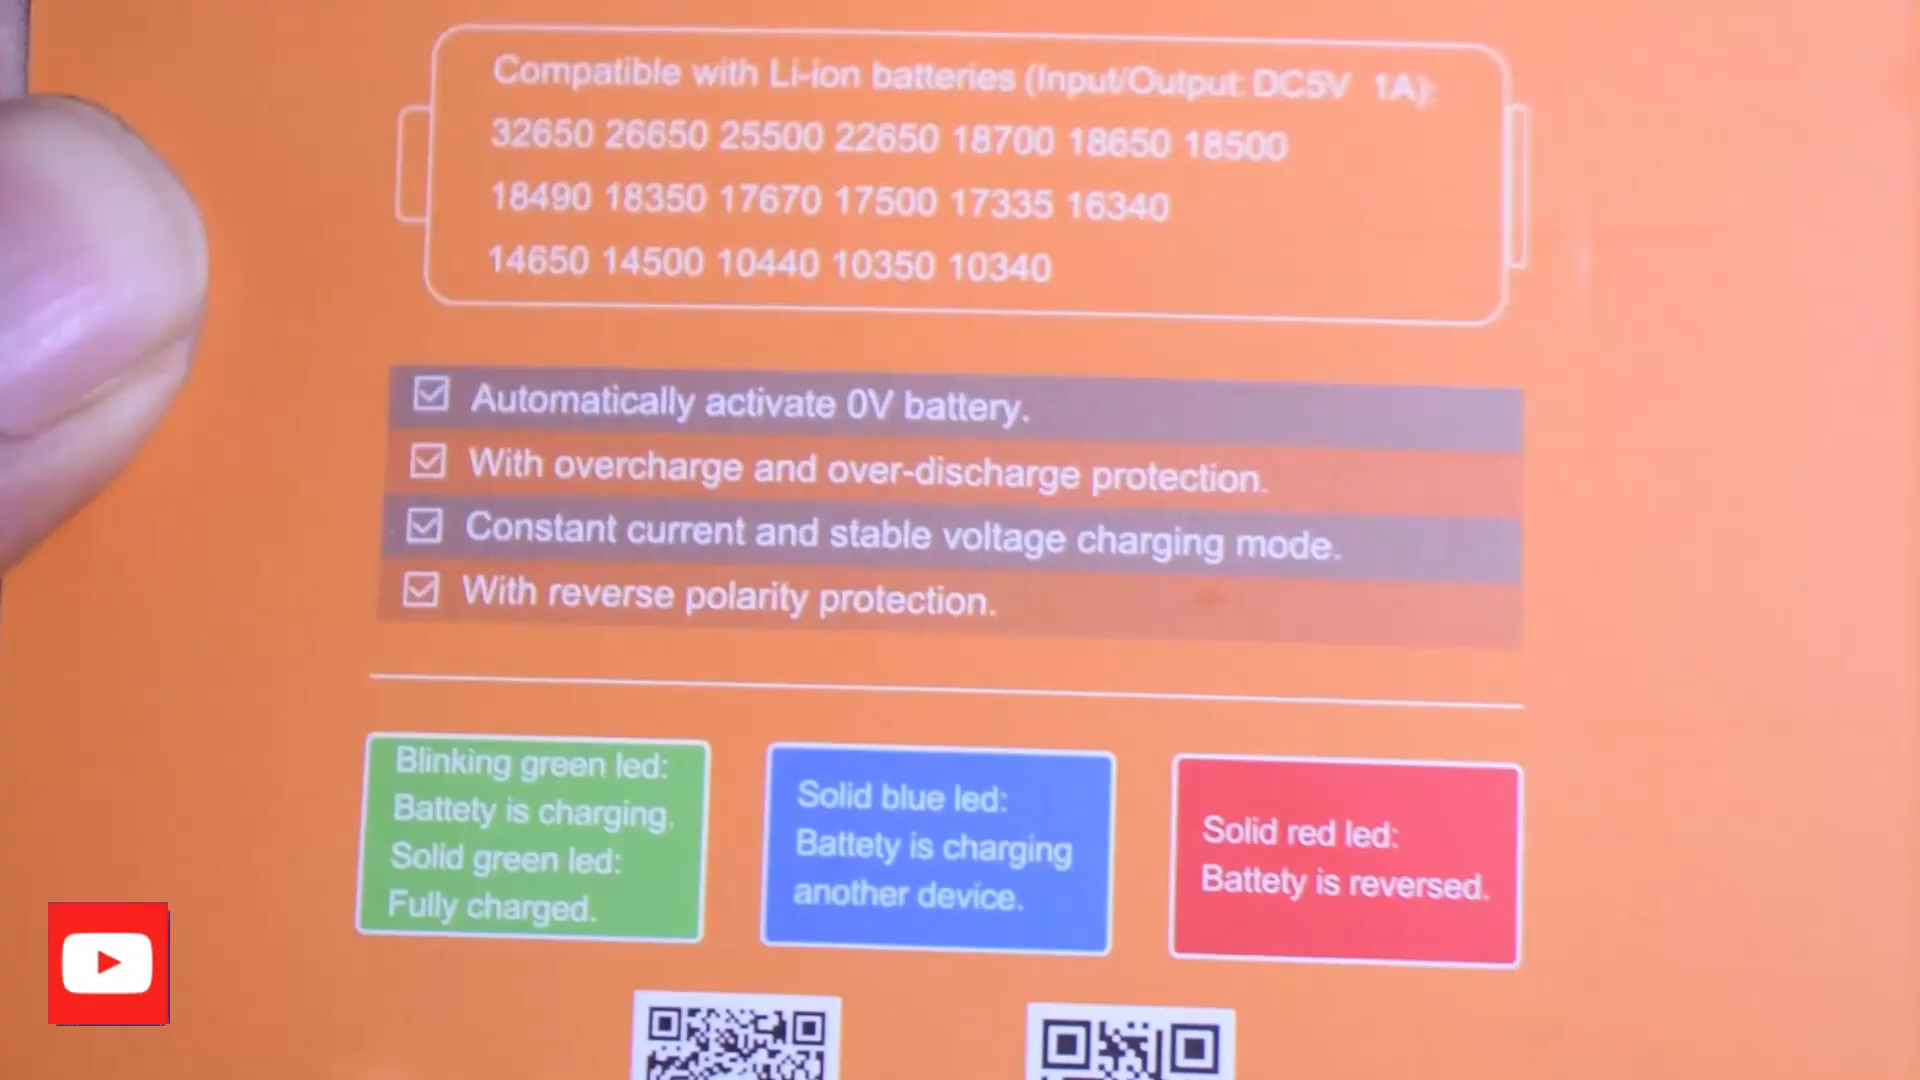 Compatible with Li-ion batteries (Input/Output: DC5V 1A):
32650 26650 25500 22650 18700 18650 18500
18490 18350 17670 17500 17335 16340
14650 14500 10440 10350 10340
Automatically activate 0V battery.
With overcharge and over-discharge protection.
Constant current and stable voltage charging mode.
With reverse polarity protection.
Blinking green led:
Battety is charging.
Solid green led:
Fully charged.
Solid blue led:
Battety is charging
another device.
Solid red led:
Battety is reversed.